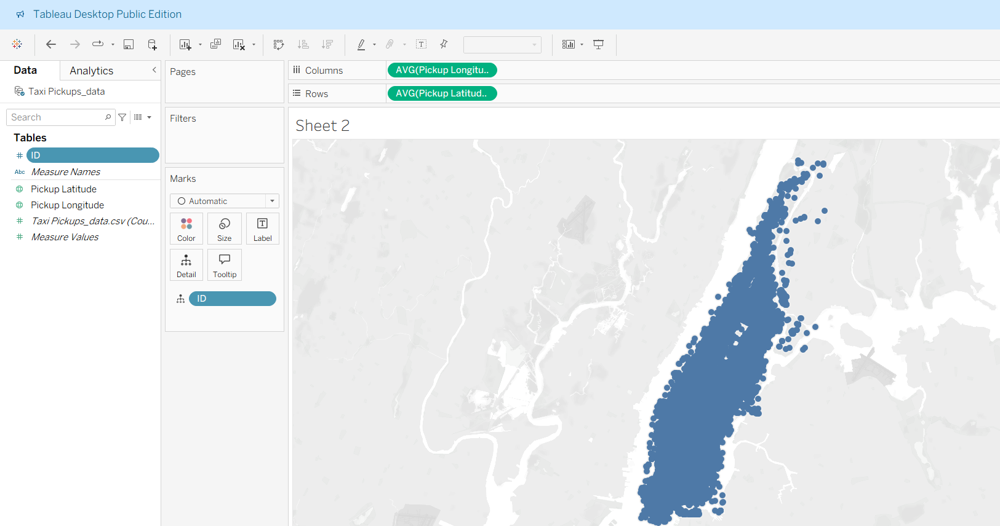 Tableau Desktop Public Edition
Data
Analytics
Taxi Pickups_data
Search
Tables
ID
Abc
Measure Names
Pickup Latitude
Pickup Longitude
Taxi Pickups_data.csv (Cou...
Measure Values
Pages
Filters
Marks
Automatic
Color
Size
T
Label
Detail
Tooltip
ID
T
Columns
AVG(Pickup Longitu..
Rows
AVG(Pickup Latitud..
Sheet 2